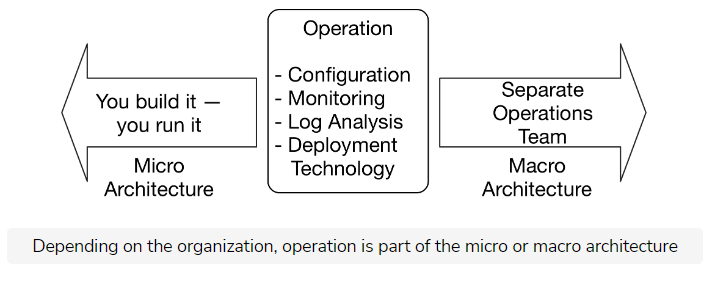 Operation
- Configuration
- Monitoring
- Log Analysis
- Deployment
Technology
You build it —
you run it
Micro
Architecture
Separate
Operations
Team
Macro
Architecture
Depending on the organization, operation is part of the micro or macro architecture